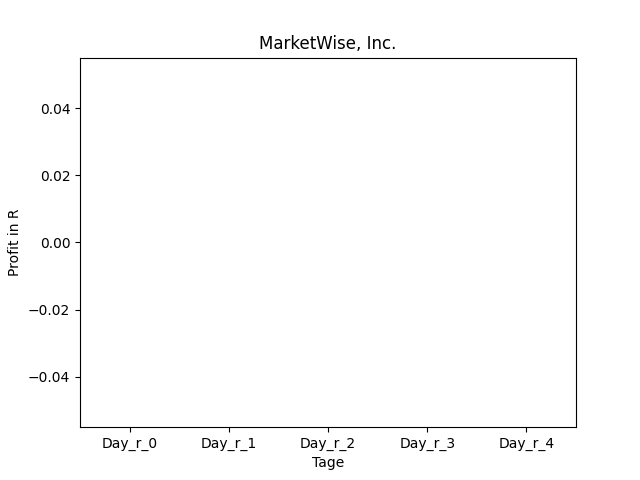 MarketWise, Inc.
0.04
0.02
0.00
−0.02
−0.04
Profit in R
Day_r_0 Day_r_1 Day_r_2 Day_r_3 Day_r_4
Tage